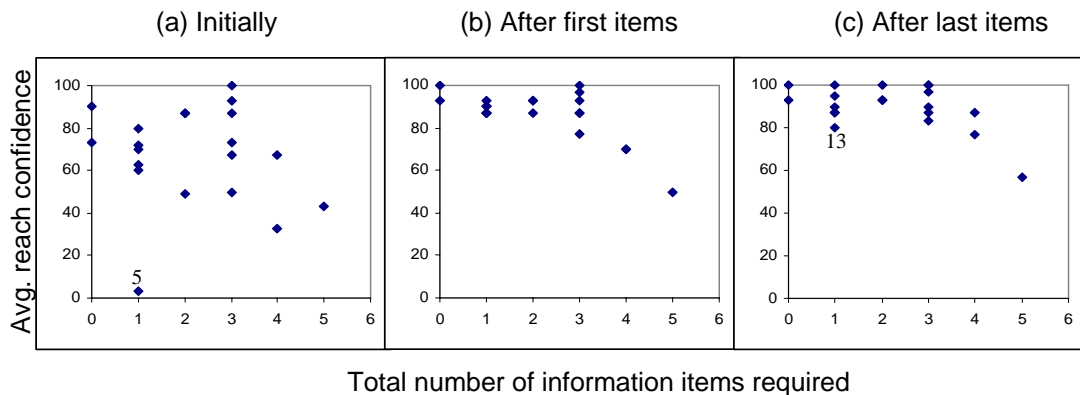 (a) Initially
(b) After first items
(c) After last items
Avg. reach confidence
100
80
60
40
20
0
5
0 1 2 3 4 5 6
100
80
60
40
20
0
0 1 2 3 4 5 6
100
80
60
40
20
0
13
0 1 2 3 4 5 6
Total number of information items required